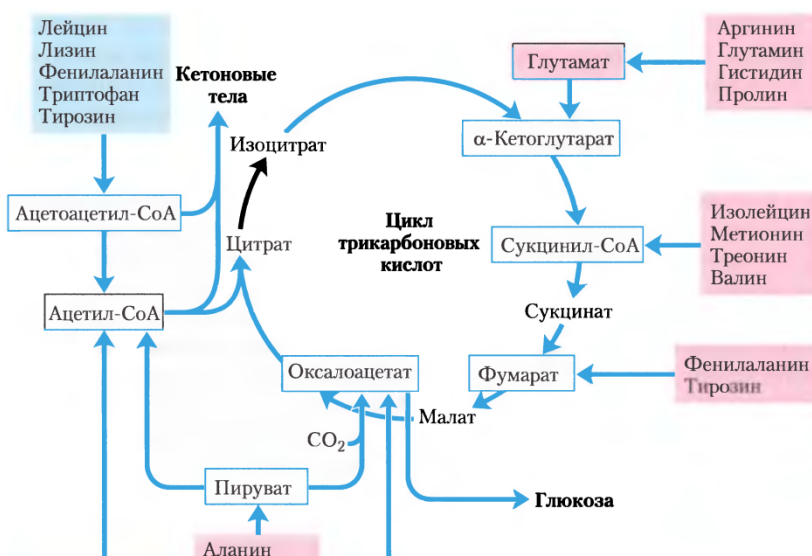 Лейцин
Лизин
Фенилаланин
Триптофан
Тирозин
Кетоновые
тела
Изоцитрат
Глутамат
Аргинин
Глутамин
Гистидин
Пролин
α-Кетоглутарат
Ацетоацетил-CoA
Цитрат
Цикл
трикарбоновых
кислот
Сукцинил-CoA
Изолейцин
Метионин
Треонин
Валин
Ацетил-CoA
Сукцинат
Оксалоацетат
Фумарат
Фенилаланин
Тирозин
Малат
CO₂
Пируват
Глюкоза
Аланин